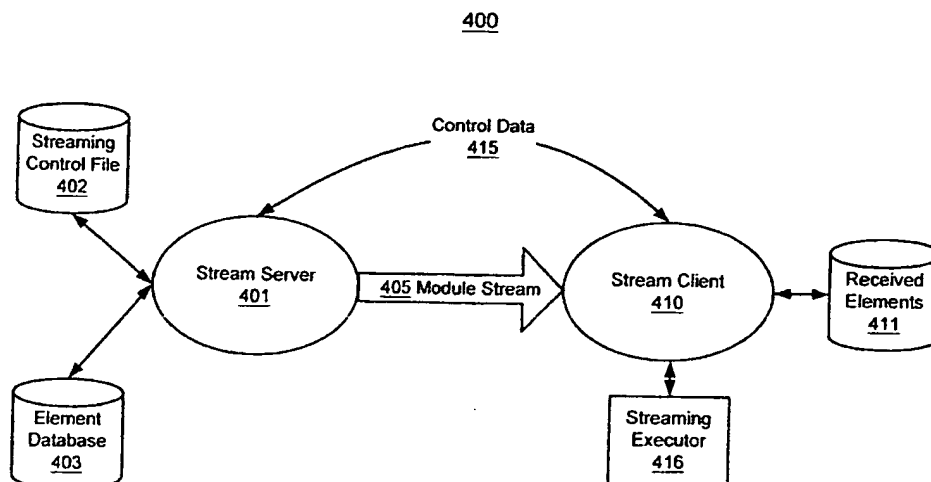 400
Streaming
Control File
402
Control Data
415
Stream Server
401
405 Module Stream
Stream Client
410
Received
Elements
411
Element
Database
403
Streaming
Executor
416